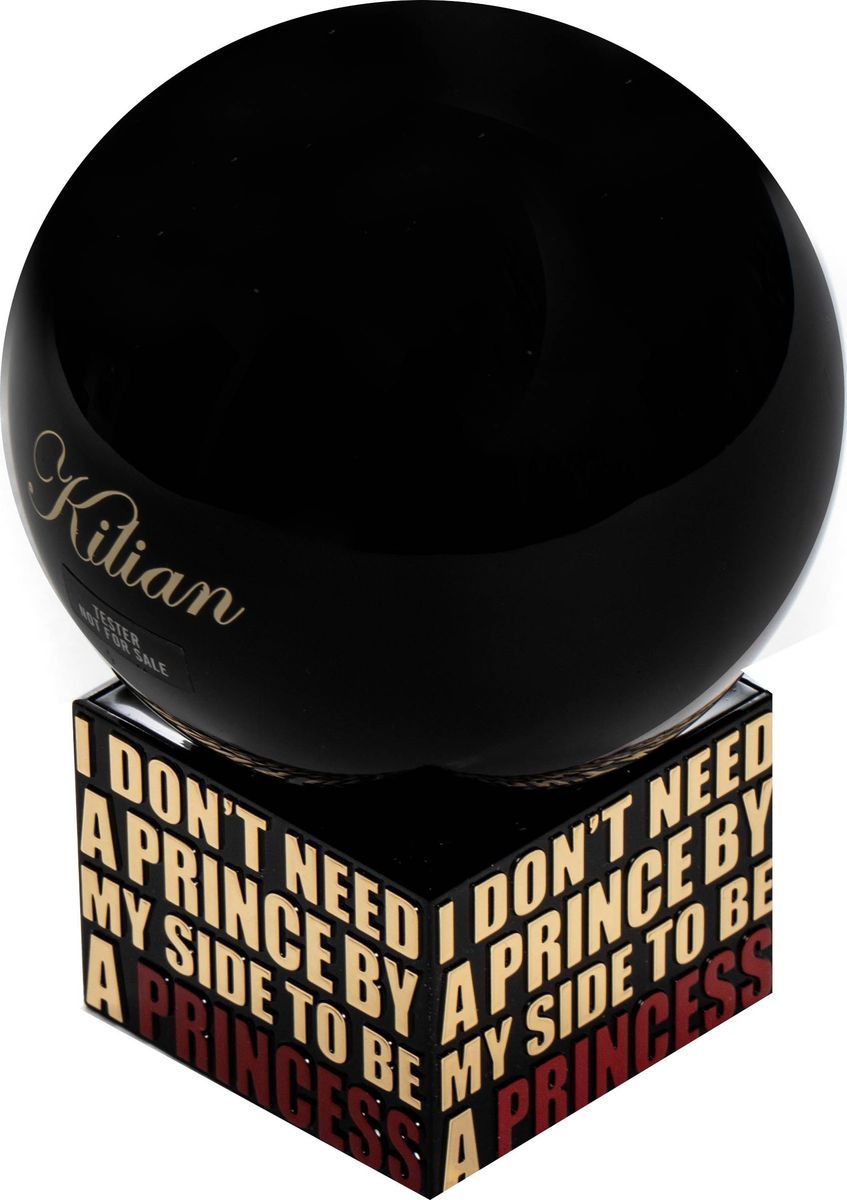 Kilian
TESTER
NOT FOR SALE
I DON'T NEED
A PRINCE BY
MY SIDE TO BE
A PRINCESS
I DON'T NEED
A PRINCE BY
MY SIDE TO BE
A PRINCESS